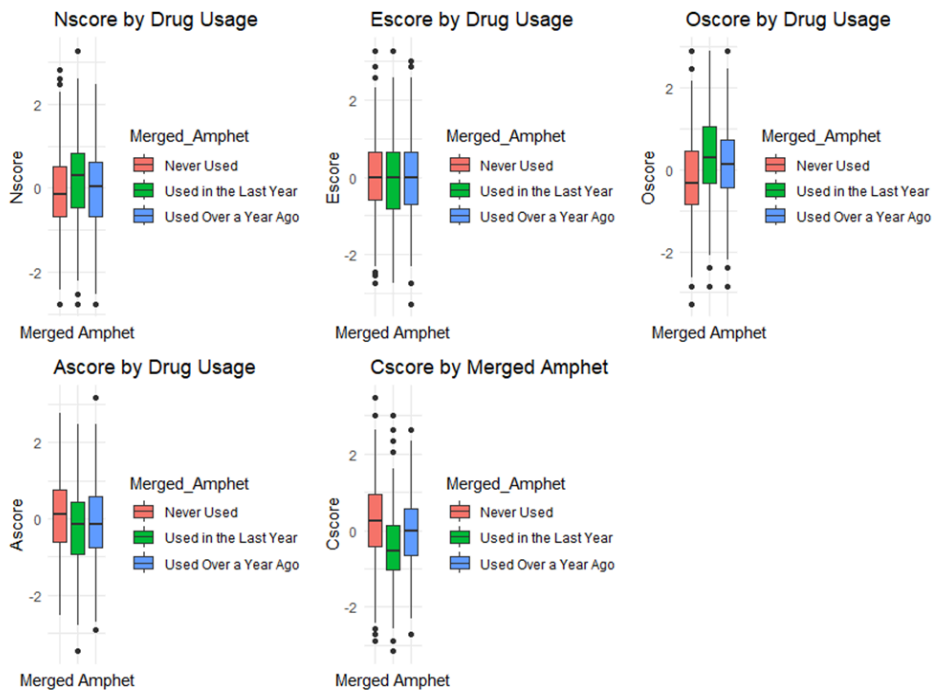 Nscore by Drug Usage
Nscore
2
0
-2
Merged Amphet
Merged_Amphet
Never Used
Used in the Last Year
Used Over a Year Ago
Escore by Drug Usage
Escore
2
0
-2
Merged Amphet
Merged_Amphet
Never Used
Used in the Last Year
Used Over a Year Ago
Oscore by Drug Usage
Oscore
2
0
-2
Merged Amphet
Merged_Amphet
Never Used
Used in the Last Year
Used Over a Year Ago
Ascore by Drug Usage
Ascore
2
0
-2
Merged Amphet
Merged_Amphet
Never Used
Used in the Last Year
Used Over a Year Ago
Cscore by Merged Amphet
Cscore
2
0
-2
Merged Amphet
Merged_Amphet
Never Used
Used in the Last Year
Used Over a Year Ago